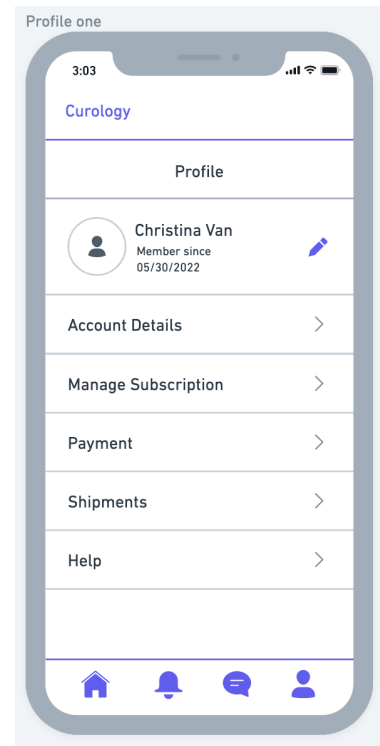 Profile one
3:03
Curology
Profile
Christina Van
Member since
05/30/2022
Account Details
Manage Subscription
Payment
Shipments
Help